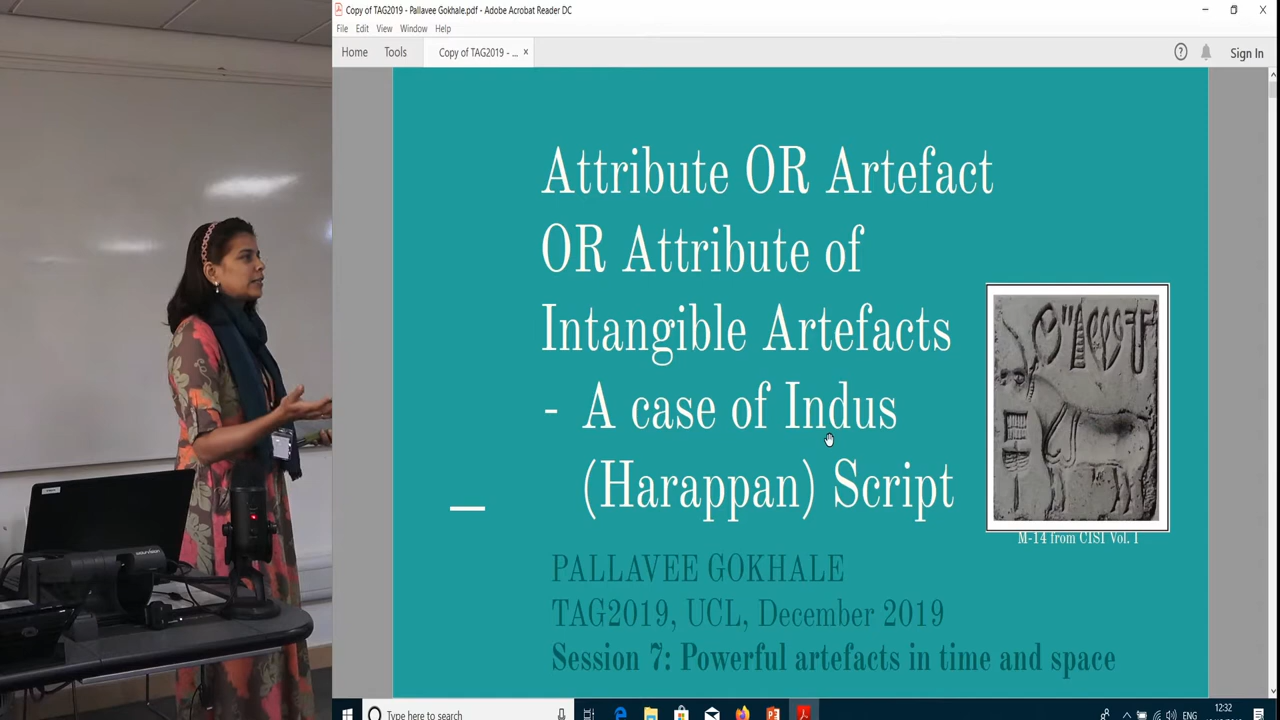 Copy of TAG2019 - Pallavee Gokhale.pdf - Adobe Acrobat Reader DC
File Edit View Window Help
Home Tools Copy of TAG2019 - ... × Sign In
Attribute OR Artefact
OR Attribute of
Intangible Artefacts
- A case of Indus
(Harappan) Script
M-14 from CISI Vol. I
PALLAVEE GOKHALE
TAG2019, UCL, December 2019
Session 7: Powerful artefacts in time and space
Type here to search
12:32